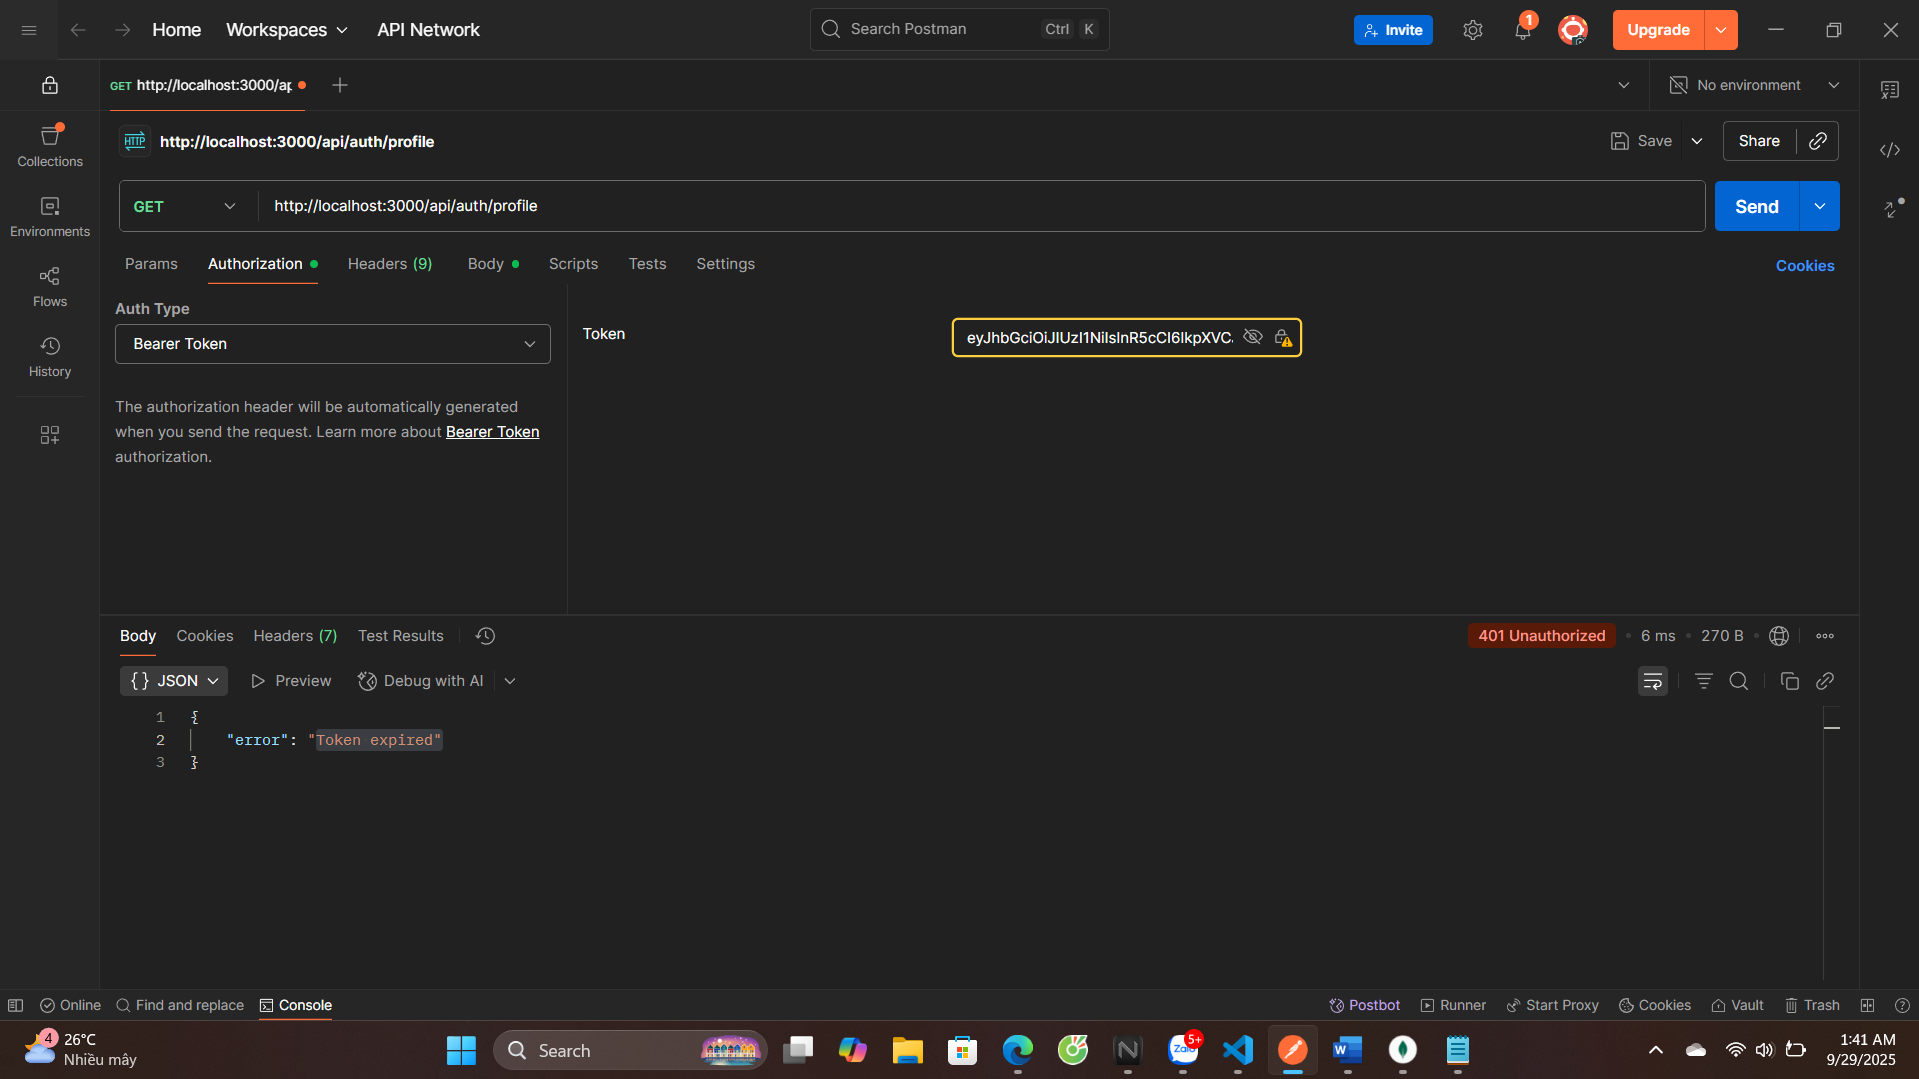 Home Workspaces API Network Search Postman Ctrl K Invite 1 Upgrade
GET http://localhost:3000/ap No environment
HTTP http://localhost:3000/api/auth/profile Save Share
Collections
GET http://localhost:3000/api/auth/profile Send
Environments
Params Authorization Headers (9) Body Scripts Tests Settings Cookies
Flows
Auth Type
Token eyJhbGciOiJIUzI1NiIsInR5cCI6IkpXVC.
Bearer Token
History
The authorization header will be automatically generated
when you send the request. Learn more about Bearer Token
authorization.
Body Cookies Headers (7) Test Results 401 Unauthorized • 6 ms • 270 B •
{ } JSON Preview Debug with AI
1 {
2 "error": "Token expired"
3 }
Online Find and replace Console Postbot Runner Start Proxy Cookies Vault Trash
4 26°C
Nhiều mây
Search
Zalo 5+
W
1:41 AM
9/29/2025